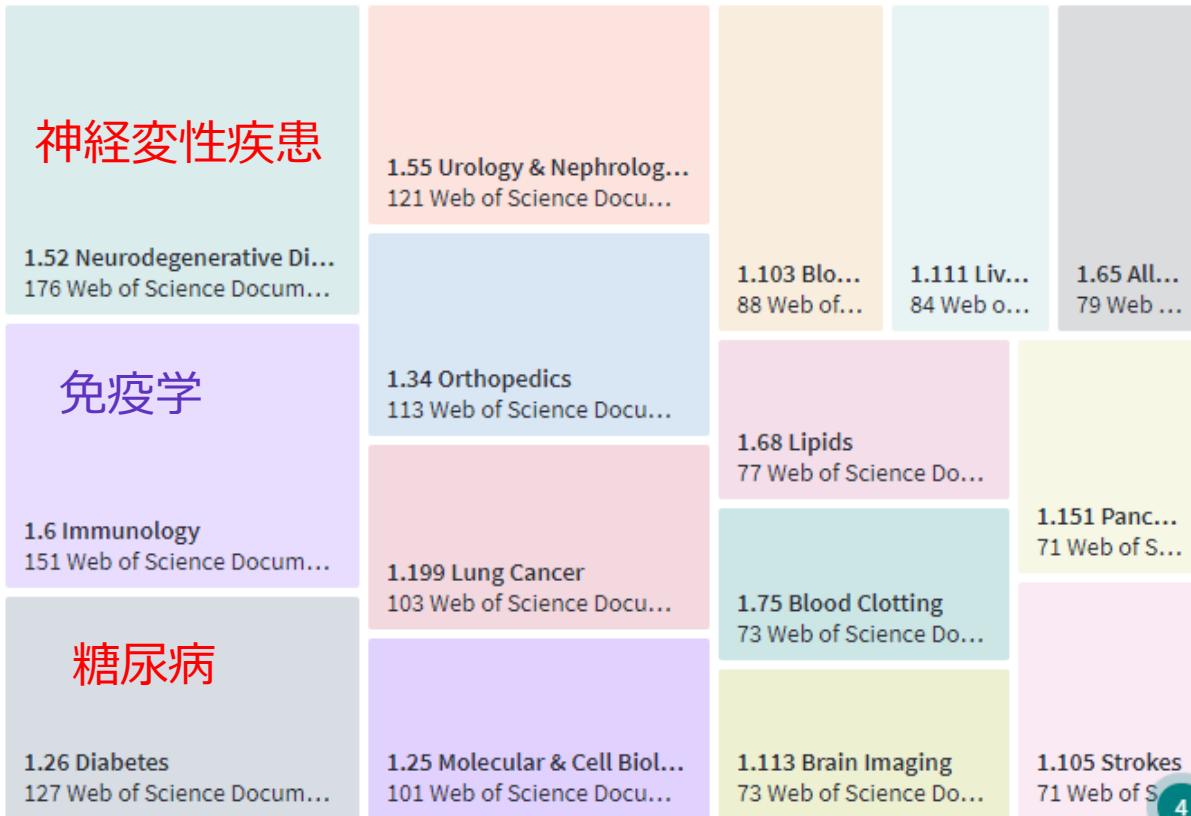 神経変性疾患
1.52 Neurodegenerative Di...
176 Web of Science Docum...
免疫学
1.6 Immunology
151 Web of Science Docum...
糖尿病
1.26 Diabetes
127 Web of Science Docum...
1.55 Urology & Nephrolog...
121 Web of Science Docu...
1.34 Orthopedics
113 Web of Science Docu...
1.199 Lung Cancer
103 Web of Science Docu...
1.25 Molecular & Cell Biol...
101 Web of Science Docu...
1.103 Blo...
88 Web of...
1.111 Liv...
84 Web o...
1.65 All...
79 Web ...
1.68 Lipids
77 Web of Science Do...
1.75 Blood Clotting
73 Web of Science Do...
1.113 Brain Imaging
73 Web of Science Do...
1.151 Panc...
71 Web of S...
1.105 Strokes
71 Web of S
4